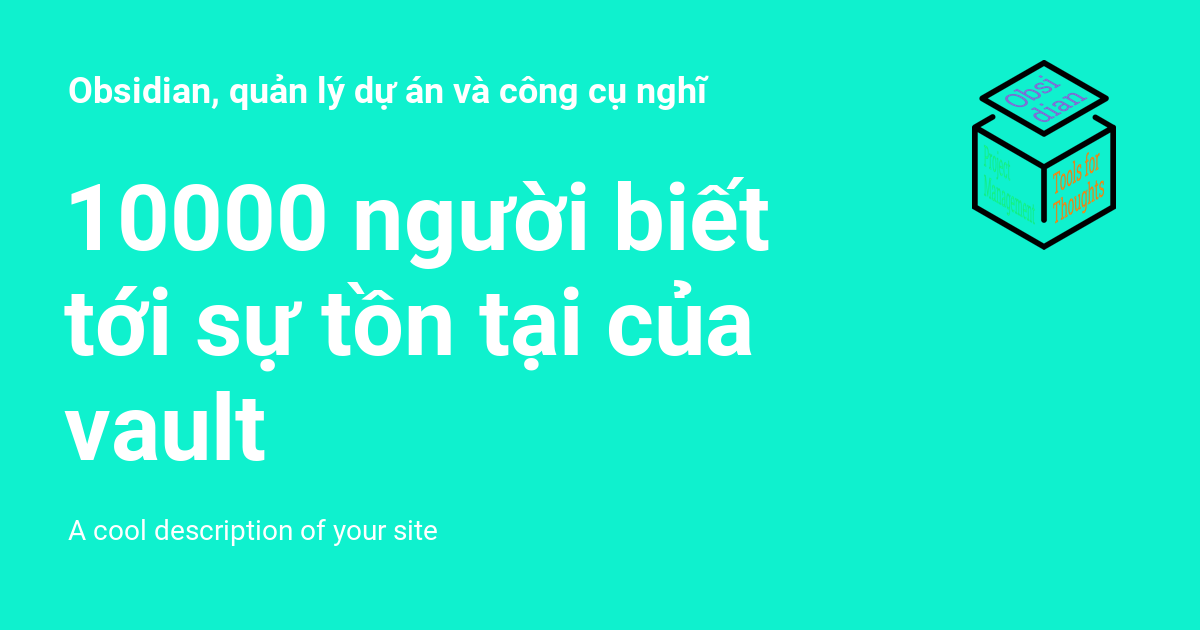 Obsidian, quản lý dự án và công cụ nghĩ
10000 người biết
tới sự tồn tại của
vault
A cool description of your site
Obsi
dian
Project
Management
Tools for
Thoughts